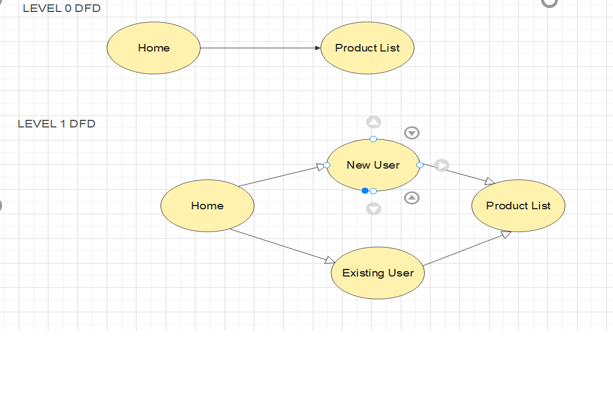 LEVEL 0 DFD
Home
Product List
LEVEL 1 DFD
New User
Home
Product List
Existing User